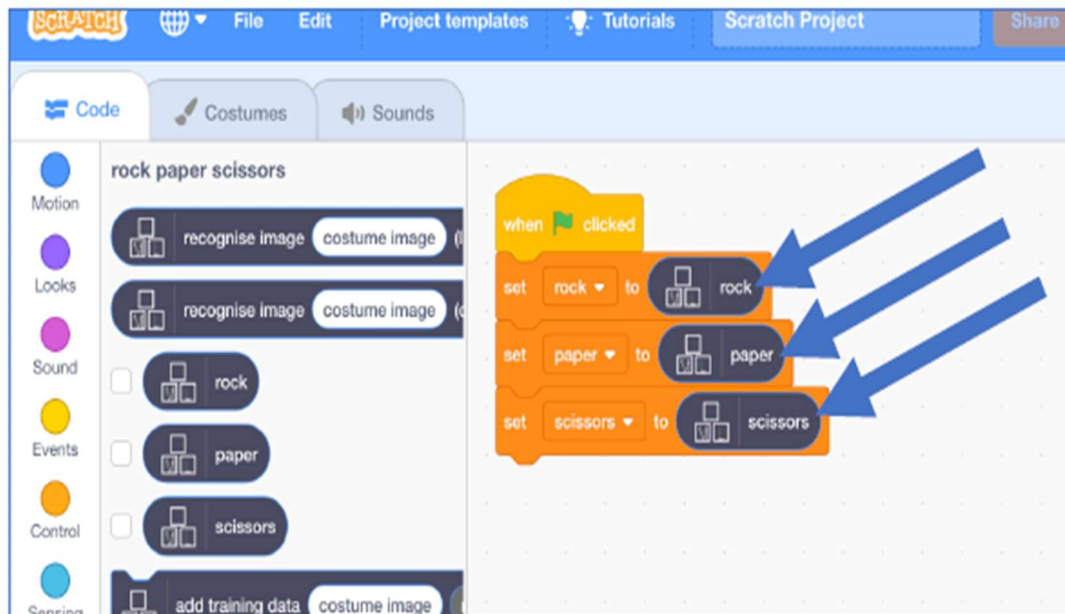 SCRATCH File Edit Project templates Tutorials Scratch Project Share
Code Costumes Sounds
Motion
Looks
Sound
Events
Control
Sensing
rock paper scissors
recognise image costume image
recognise image costume image
rock
paper
scissors
add training data costume image
when clicked
set rock to rock
set paper to paper
set scissors to scissors